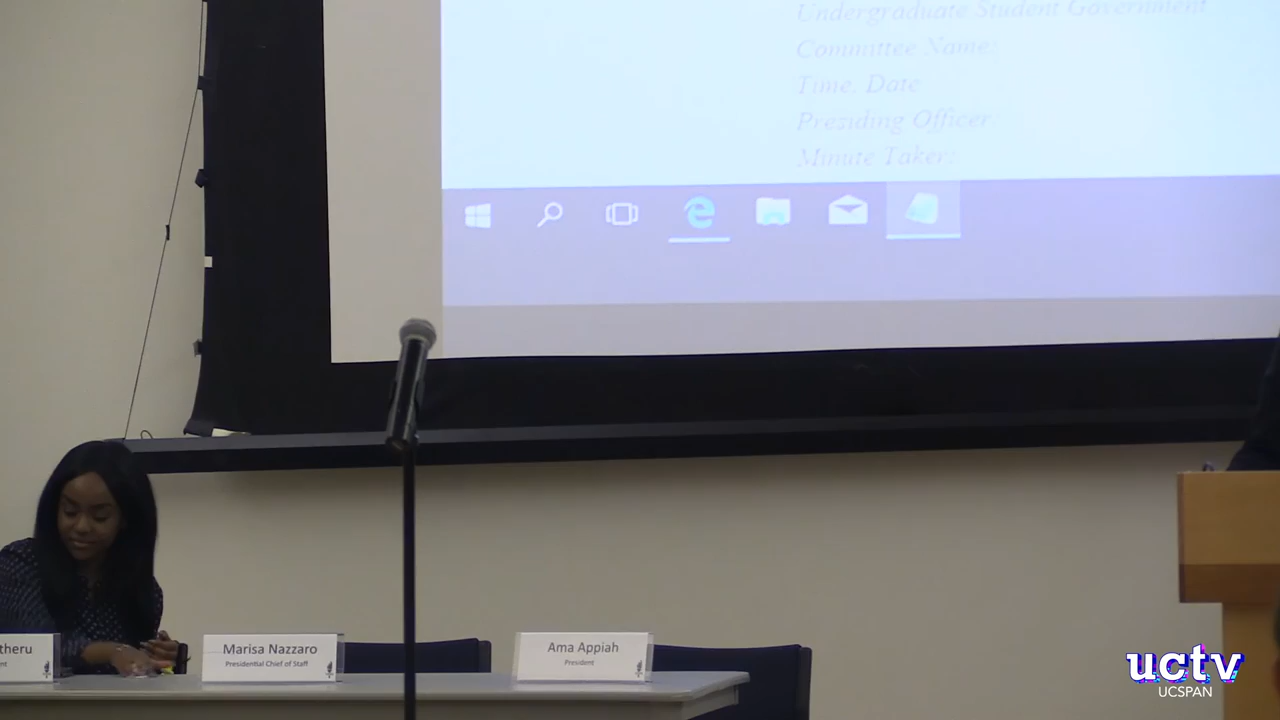 Undergraduate Student Government
Committee Name:
Time, Date
Presiding Officer:
Minute Taker:
theru
nt
Marisa Nazzaro
Presidential Chief of Staff
Ama Appiah
President
uctv
UCSPAN